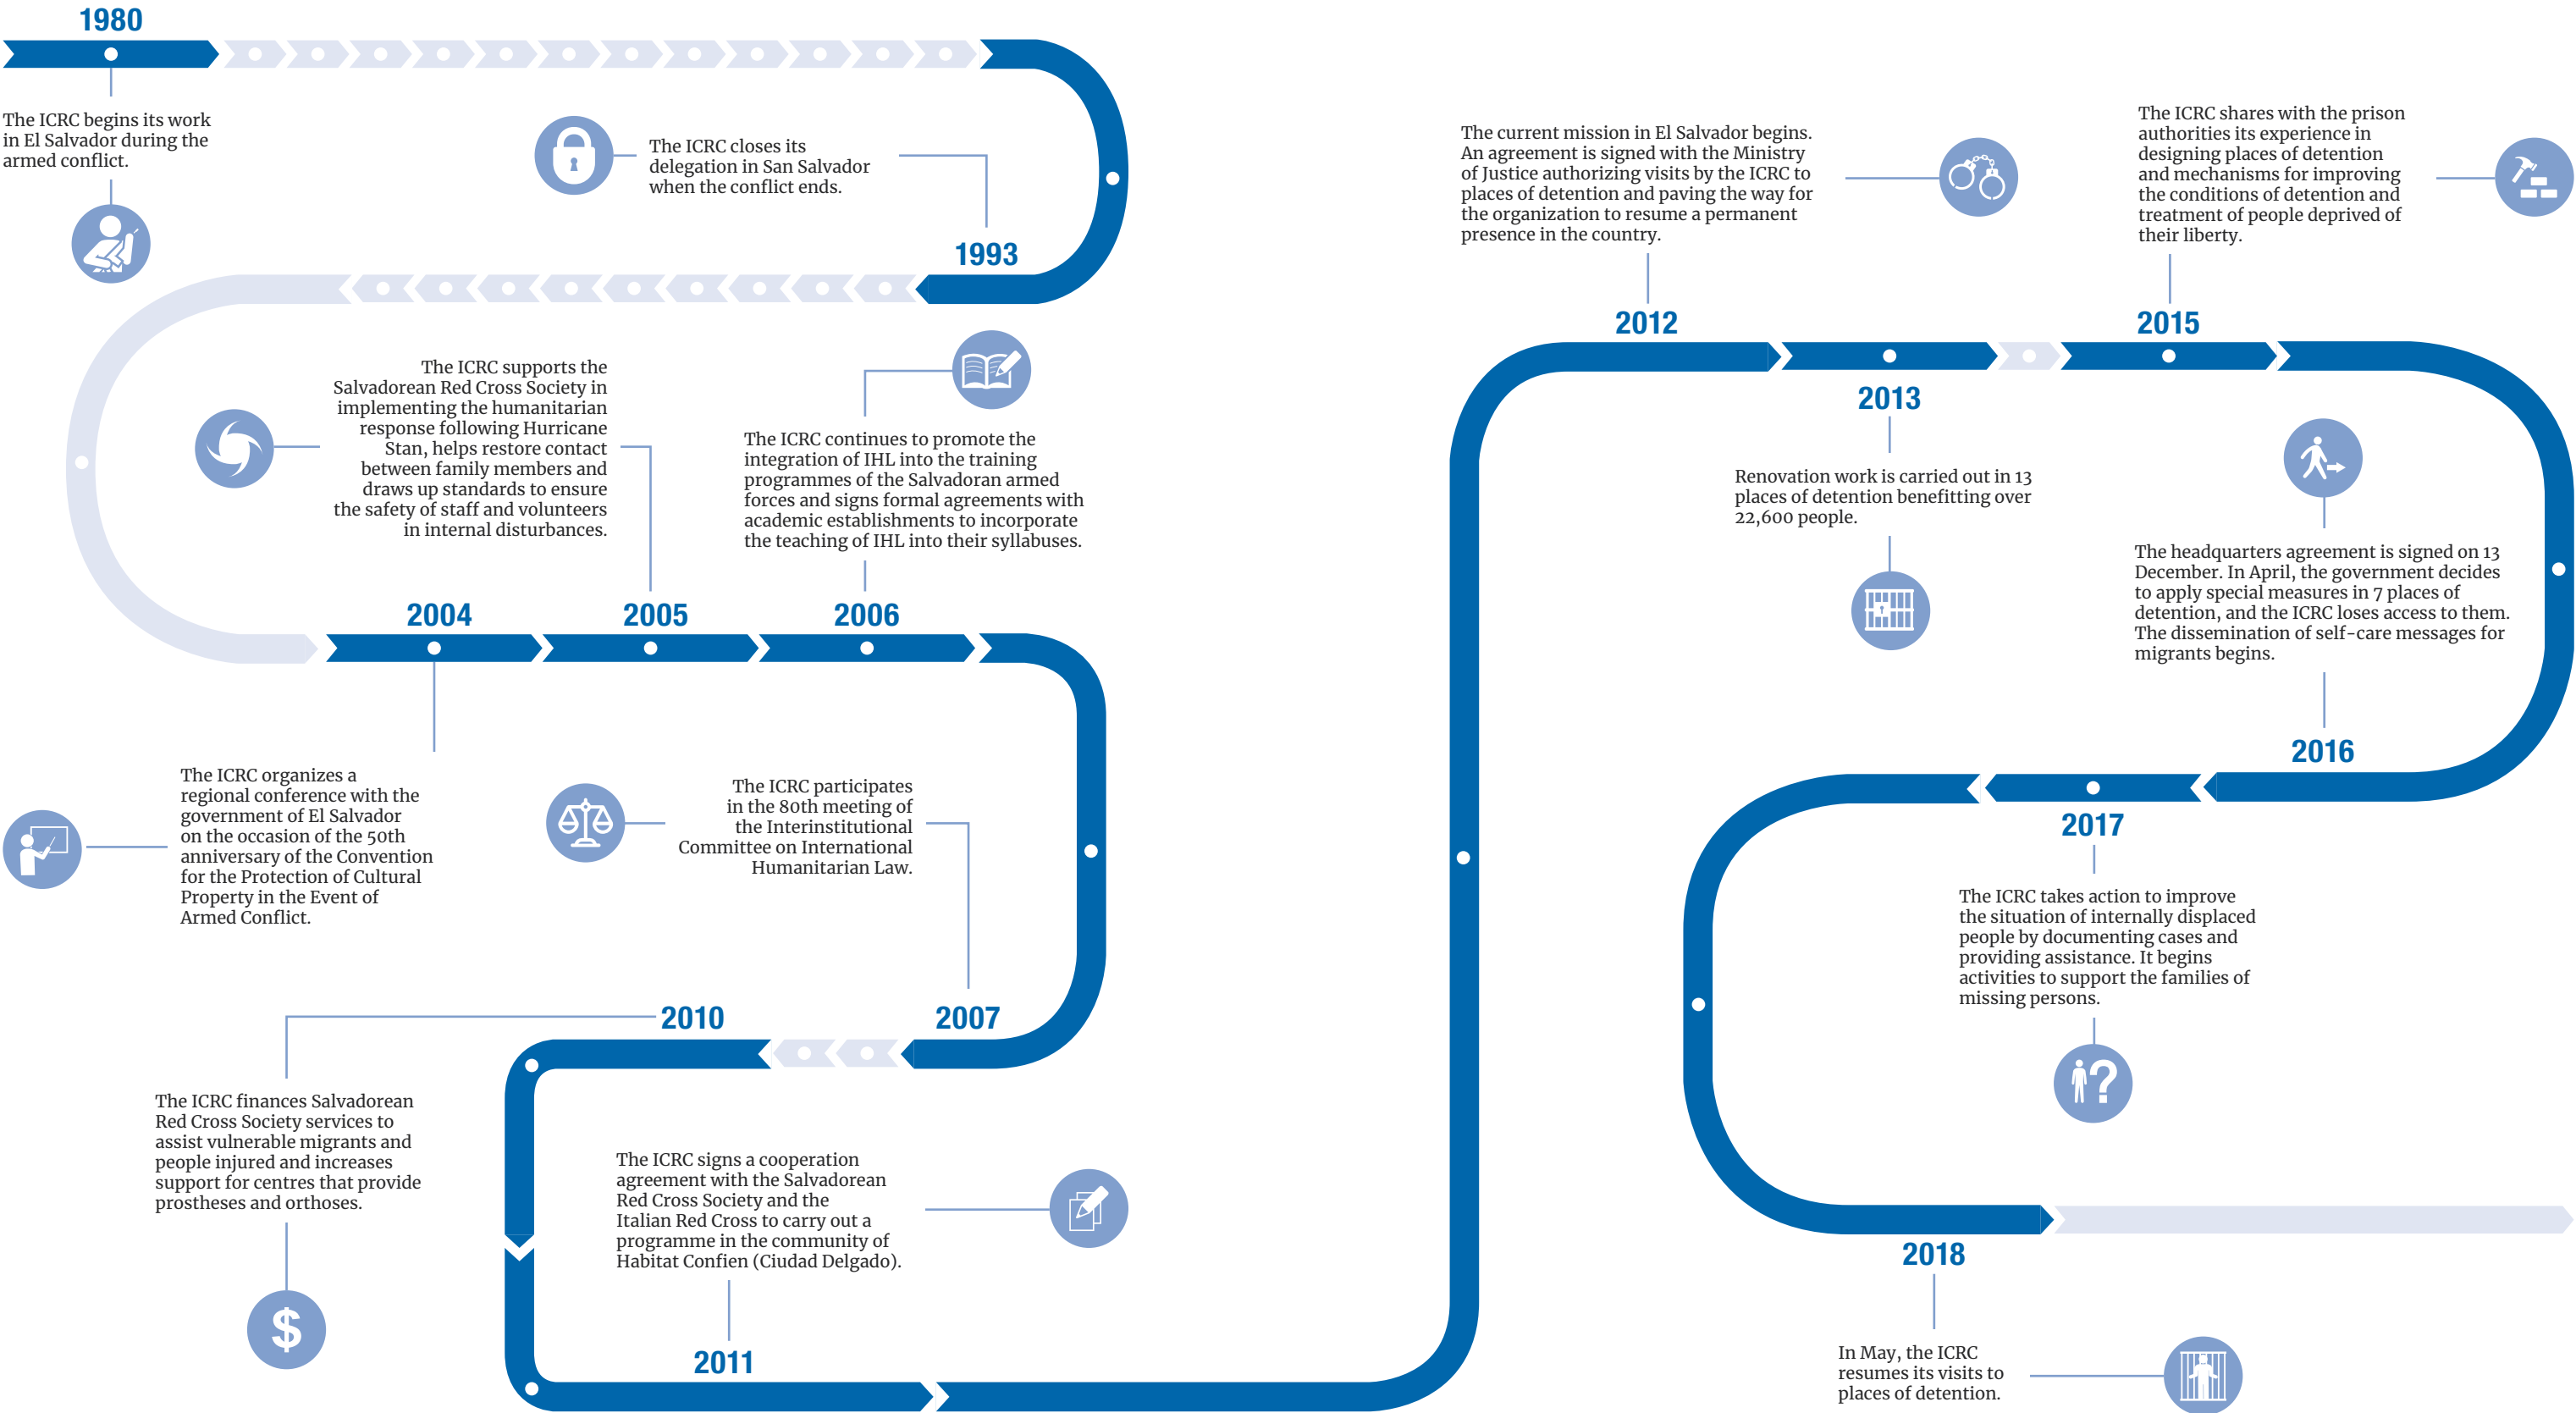 1980
The ICRC begins its work
in El Salvador during the
armed conflict.
The ICRC closes its
delegation in San Salvador
when the conflict ends.
1993
The ICRC organizes a
regional conference with the
government of El Salvador
on the occasion of the 50th
anniversary of the Convention
for the Protection of Cultural
Property in the Event of
Armed Conflict.
2004
The ICRC supports the
Salvadorean Red Cross Society in
implementing the humanitarian
response following Hurricane
Stan, helps restore contact
between family members and
draws up standards to ensure
the safety of staff and volunteers
in internal disturbances.
2005
The ICRC continues to promote the
integration of IHL into the training
programmes of the Salvadoran armed
forces and signs formal agreements with
academic establishments to incorporate
the teaching of IHL into their syllabuses.
2006
The ICRC participates
in the 80th meeting of
the Interinstitutional
Committee on International
Humanitarian Law.
2007
2010
The ICRC finances Salvadorean
Red Cross Society services to
assist vulnerable migrants and
people injured and increases
support for centres that provide
prostheses and orthoses.
$
The ICRC signs a cooperation
agreement with the Salvadorean
Red Cross Society and the
Italian Red Cross to carry out a
programme in the community of
Habitat Confien (Ciudad Delgado).
2011
The current mission in El Salvador begins.
An agreement is signed with the Ministry
of Justice authorizing visits by the ICRC to
places of detention and paving the way for
the organization to resume a permanent
presence in the country.
2012
2013
Renovation work is carried out in 13
places of detention benefitting over
22,600 people.
The ICRC shares with the prison
authorities its experience in
designing places of detention
and mechanisms for improving
the conditions of detention and
treatment of people deprived of
their liberty.
2015
The headquarters agreement is signed on 13
December. In April, the government decides
to apply special measures in 7 places of
detention, and the ICRC loses access to them.
The dissemination of self-care messages for
migrants begins.
2016
2017
The ICRC takes action to improve
the situation of internally displaced
people by documenting cases and
providing assistance. It begins
activities to support the families of
missing persons.
?
2018
In May, the ICRC
resumes its visits to
places of detention.